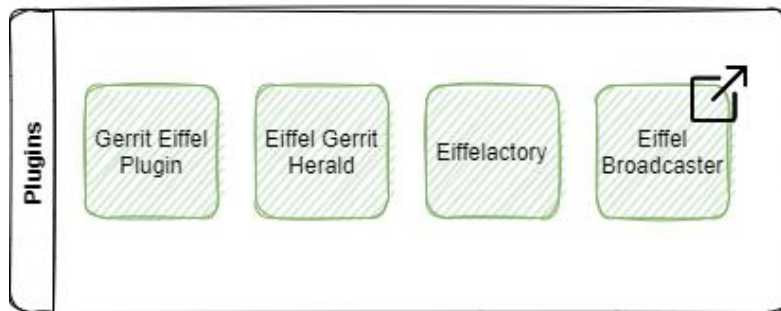 Plugins
Gerrit Eiffel
Plugin
Eiffel Gerrit
Herald
Eiffelactory
Eiffel
Broadcaster